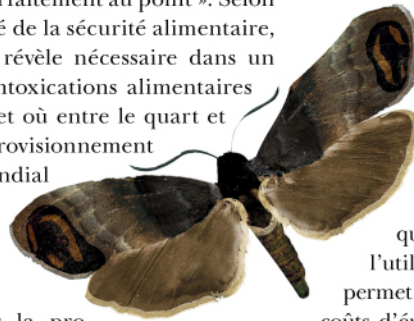 faitement au point ». Selon
de la sécurité alimentaire,
révèle nécessaire dans un
ntoxications alimentaires
et où entre le quart et
rovisionnement
ndial
qu
l'util
permet
la pro
coûts d'é